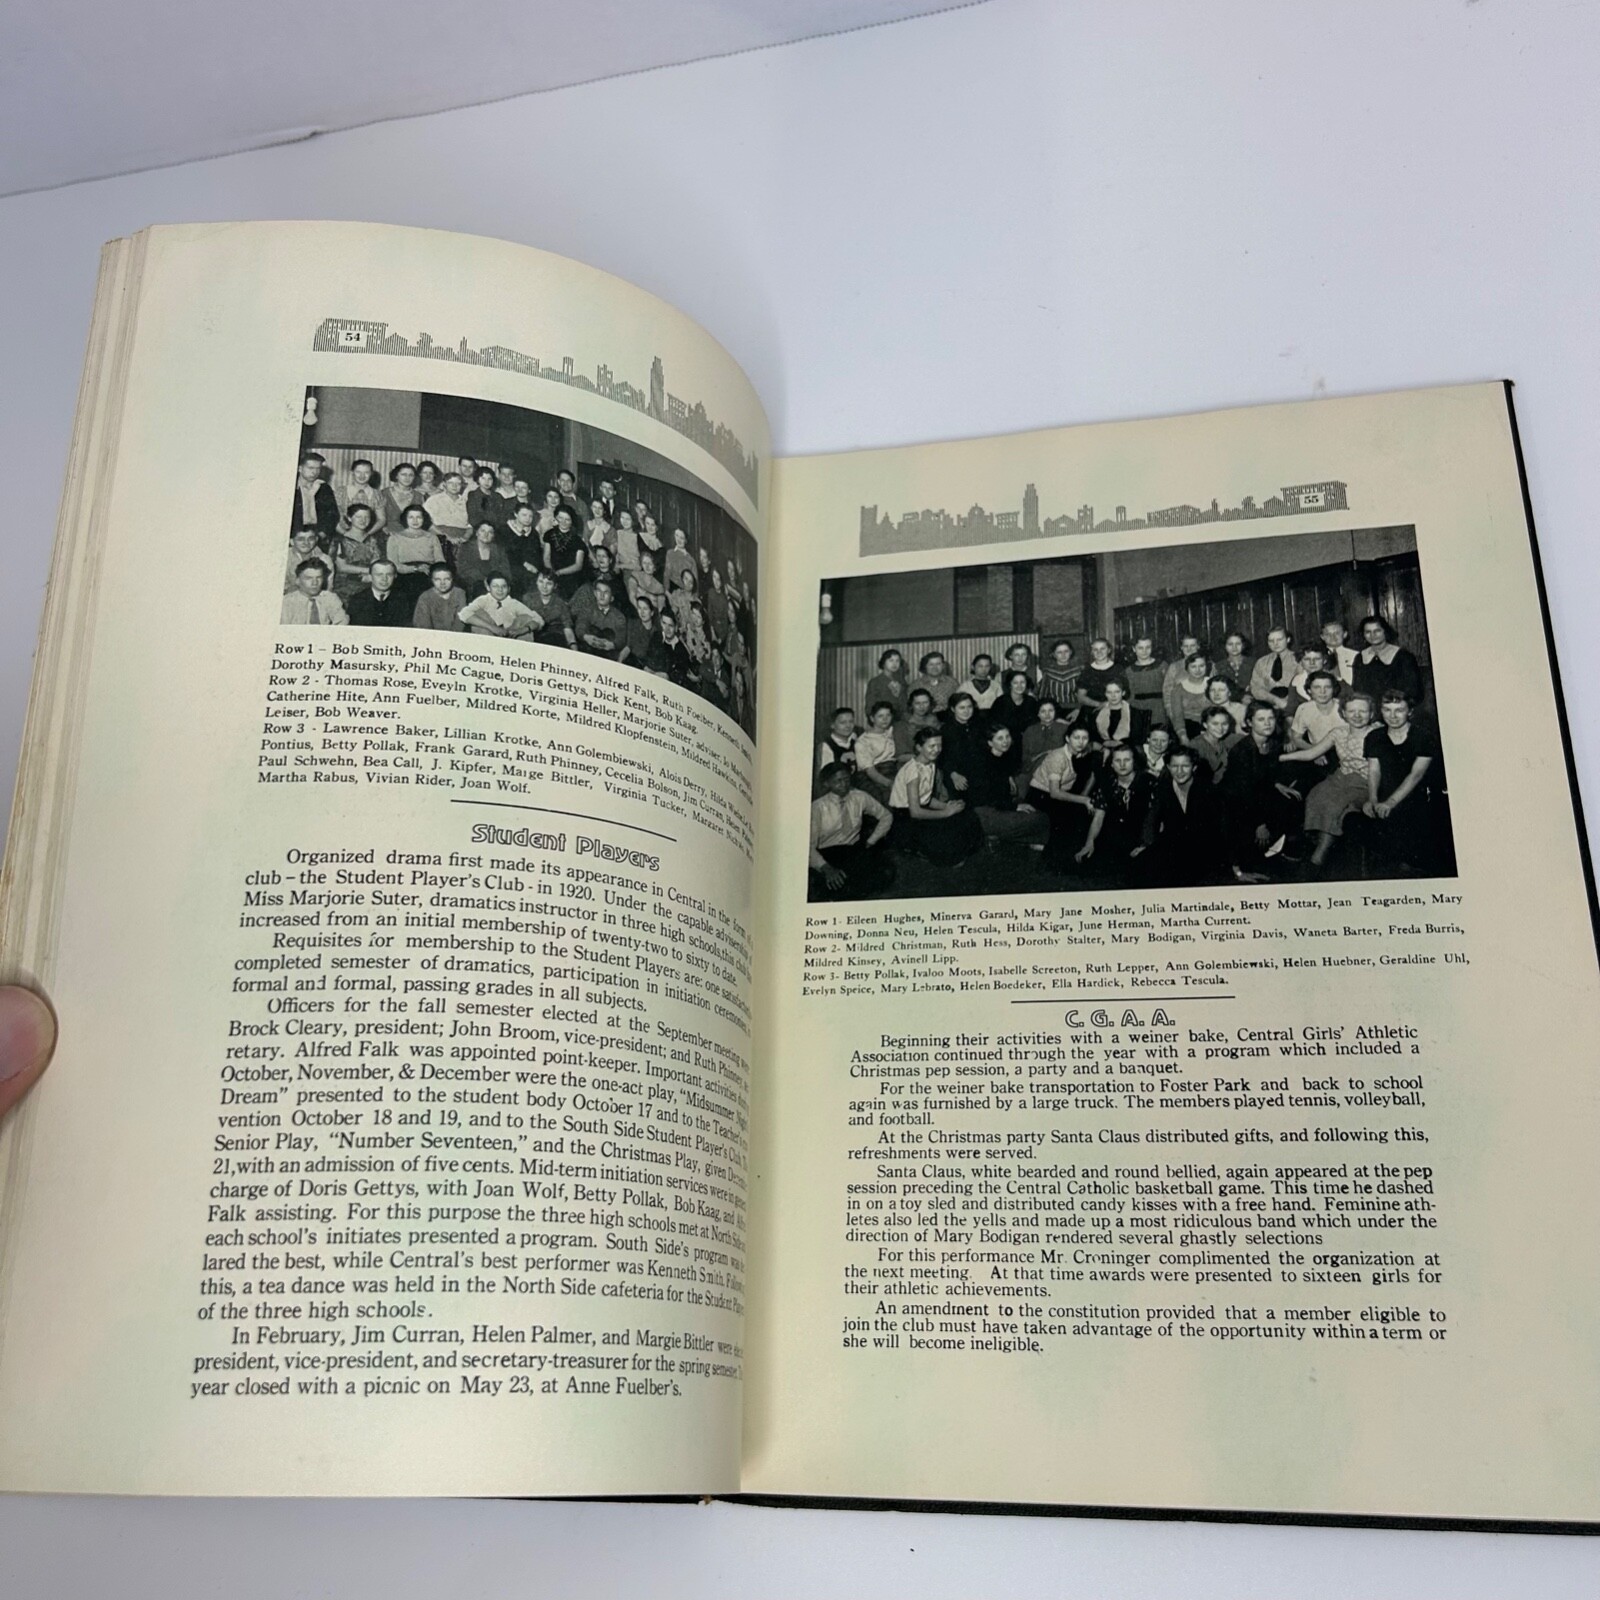 54
Row 1 – Bob Smith, John Broom, Helen Phinney, Alfred Falk, Ruth Foelber, Kenneth
Dorothy Masursky, Phil Mc Cague, Doris Gettys, Dick Kent, Bob Kaag.
Row 2 - Thomas Rose, Eveyln Krotke, Virginia Heller, Marjorie Suter, adviser,
Catherine Hite, Ann Fuelber, Mildred Korte, Mildred Klopfenstein, Mildred Hawkins,
Leiser, Bob Weaver.
Row 3 - Lawrence Baker, Lillian Krotke, Ann Golembiewski, Alois Derry, Hilda
Pontius, Betty Pollak, Frank Garard, Ruth Phinney, Cecelia Bolson, Jim Curran, Helen
Paul Schwehn, Bea Call, J. Kipfer, Marge Bittler, Virginia Tucker, Margaret
Martha Rabus, Vivian Rider, Joan Wolf.
Student Players
Organized drama first made its appearance in Central in the form of a
club – the Student Player's Club - in 1920. Under the capable advisership of
Miss Marjorie Suter, dramatics instructor in three high schools, this club has
increased from an initial membership of twenty-two to sixty to date.
Requisites for membership to the Student Players are: one satisfactorily
completed semester of dramatics, participation in initiation ceremonies,
formal and formal, passing grades in all subjects.
Officers for the fall semester elected at the September meeting were
Brock Cleary, president; John Broom, vice-president; and Ruth Phinney,
retary. Alfred Falk was appointed point-keeper. Important activities
October, November, & December were the one-act play, "Midsummer
Dream" presented to the student body October 17 and to the Teacher's
vention October 18 and 19, and to the South Side Student Player's Club.
Senior Play, "Number Seventeen," and the Christmas Play, given
21,with an admission of five cents. Mid-term initiation services were in
charge of Doris Gettys, with Joan Wolf, Betty Pollak, Bob Kaag, and
Falk assisting. For this purpose the three high schools met at North Side
each school's initiates presented a program. South Side's program was
lared the best, while Central's best performer was Kenneth Smith.
this, a tea dance was held in the North Side cafeteria for the Student
of the three high schools.
In February, Jim Curran, Helen Palmer, and Margie Bittler were
president, vice-president, and secretary-treasurer for the spring semester.
year closed with a picnic on May 23, at Anne Fuelber's.
55
Row 1- Eileen Hughes, Minerva Garard, Mary Jane Mosher, Julia Martindale, Betty Mottar, Jean Teagarden, Mary
Downing, Donna Neu, Helen Tescula, Hilda Kigar, June Herman, Martha Current.
Row 2- Mildred Christman, Ruth Hess, Dorothy Stalter, Mary Bodigan, Virginia Davis, Waneta Barter, Freda Burris,
Mildred Kinsey, Avinell Lipp.
Row 3- Betty Pollak, Ivaloo Moots, Isabelle Screeton, Ruth Lepper, Ann Golembiewski, Helen Huebner, Geraldine Uhl,
Evelyn Speice, Mary Lebrato, Helen Boedeker, Ella Hardick, Rebecca Tescula.
C. G. A. A.
Beginning their activities with a weiner bake, Central Girls' Athletic
Association continued through the year with a program which included a
Christmas pep session, a party and a banquet.
For the weiner bake transportation to Foster Park and back to school
again was furnished by a large truck. The members played tennis, volleyball,
and football.
At the Christmas party Santa Claus distributed gifts, and following this,
refreshments were served.
Santa Claus, white bearded and round bellied, again appeared at the pep
session preceding the Central Catholic basketball game. This time he dashed
in on a toy sled and distributed candy kisses with a free hand. Feminine ath-
letes also led the yells and made up a most ridiculous band which under the
direction of Mary Bodigan rendered several ghastly selections
For this performance Mr. Croninger complimented the organization at
the next meeting. At that time awards were presented to sixteen girls for
their athletic achievements.
An amendment to the constitution provided that a member eligible to
join the club must have taken advantage of the opportunity within a term or
she will become ineligible.